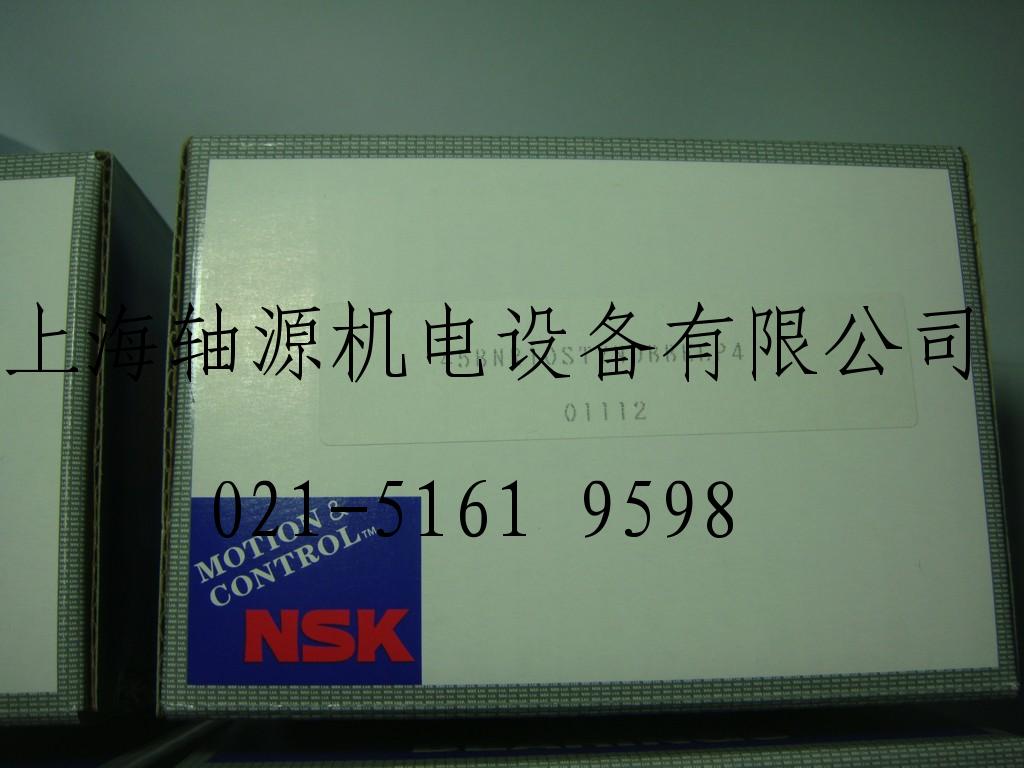 上海轴源机电设备有限公司
01112
021-5161 9598
MOTION &
CONTROL™
NSK